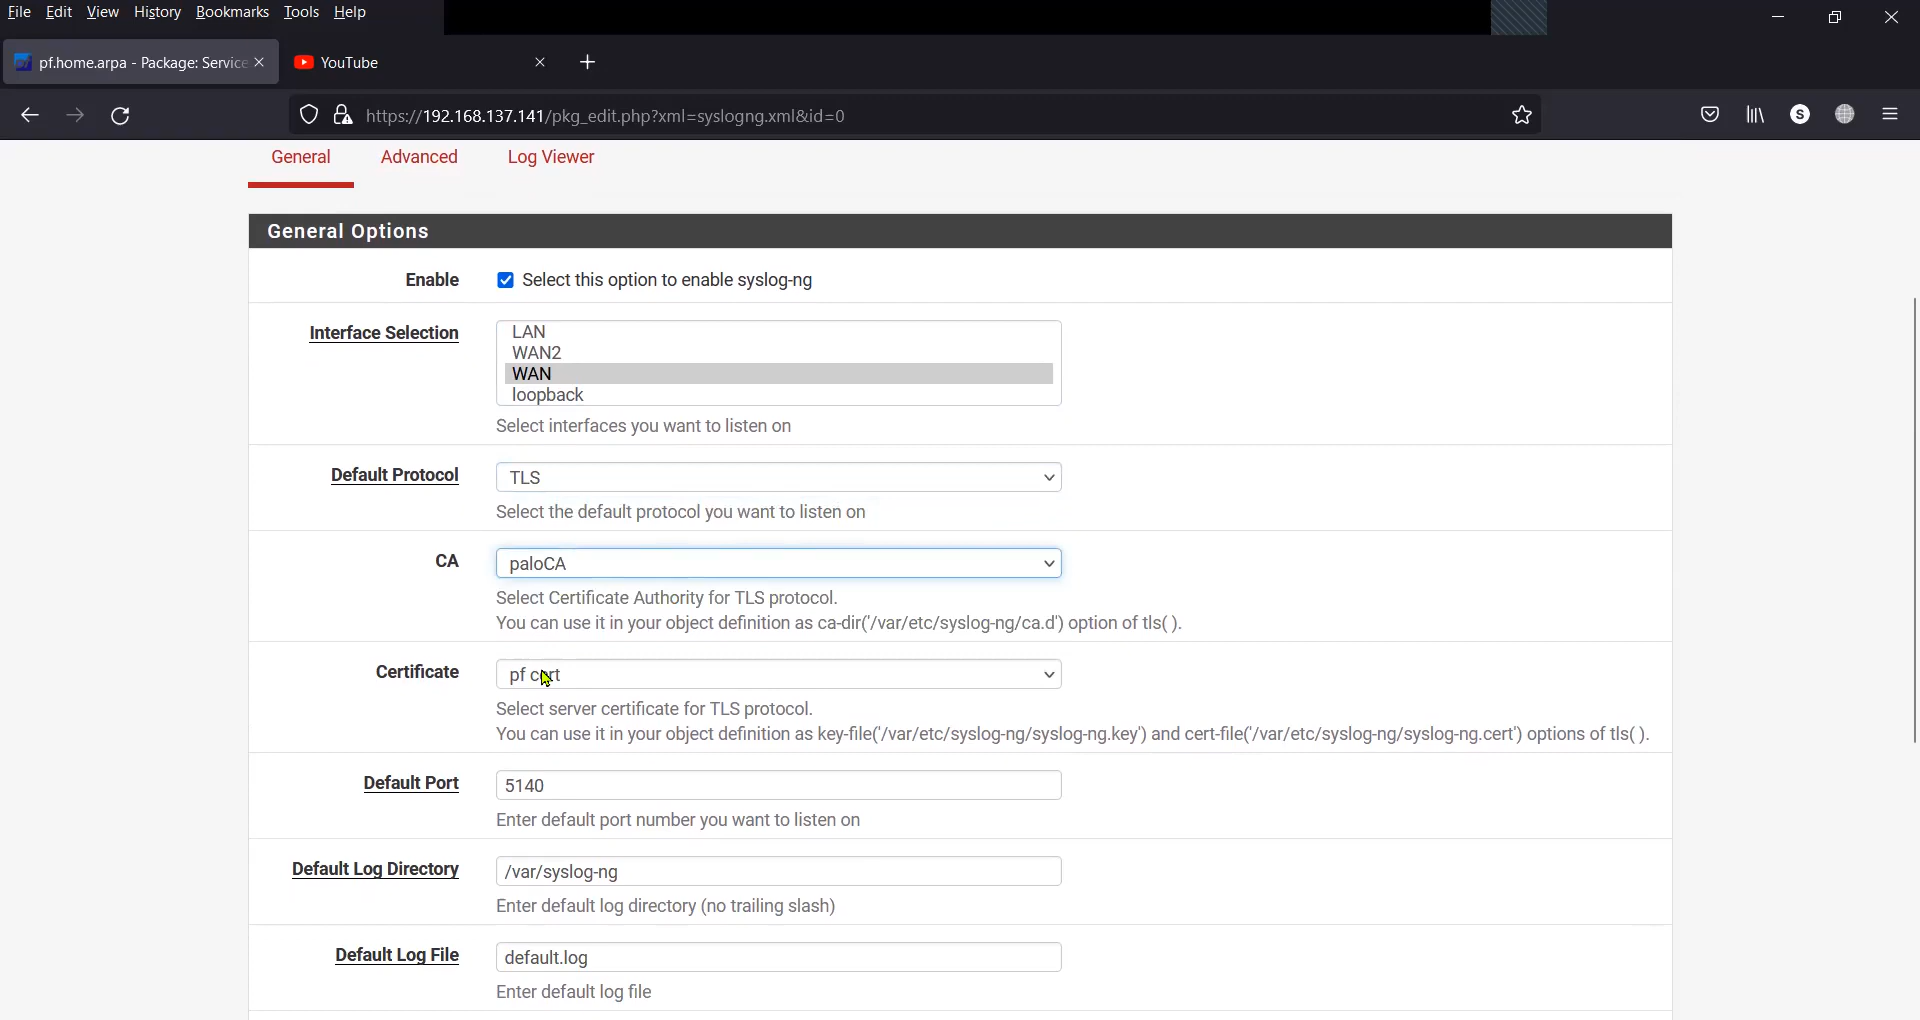 File Edit View History Bookmarks Tools Help
pf.home.arpa - Package: Service
YouTube
https://192.168.137.141/pkg_edit.php?xml=syslogng.xml&id=0
S
General Advanced Log Viewer
General Options
Enable Select this option to enable syslog-ng
Interface Selection LAN
WAN2
WAN
loopback
Select interfaces you want to listen on
Default Protocol TLS
Select the default protocol you want to listen on
CA paloCA
Select Certificate Authority for TLS protocol.
You can use it in your object definition as ca-dir('/var/etc/syslog-ng/ca.d') option of tls( ).
Certificate pf cert
Select server certificate for TLS protocol.
You can use it in your object definition as key-file('/var/etc/syslog-ng/syslog-ng.key') and cert-file('/var/etc/syslog-ng/syslog-ng.cert') options of tls( ).
Default Port 5140
Enter default port number you want to listen on
Default Log Directory /var/syslog-ng
Enter default log directory (no trailing slash)
Default Log File default.log
Enter default log file